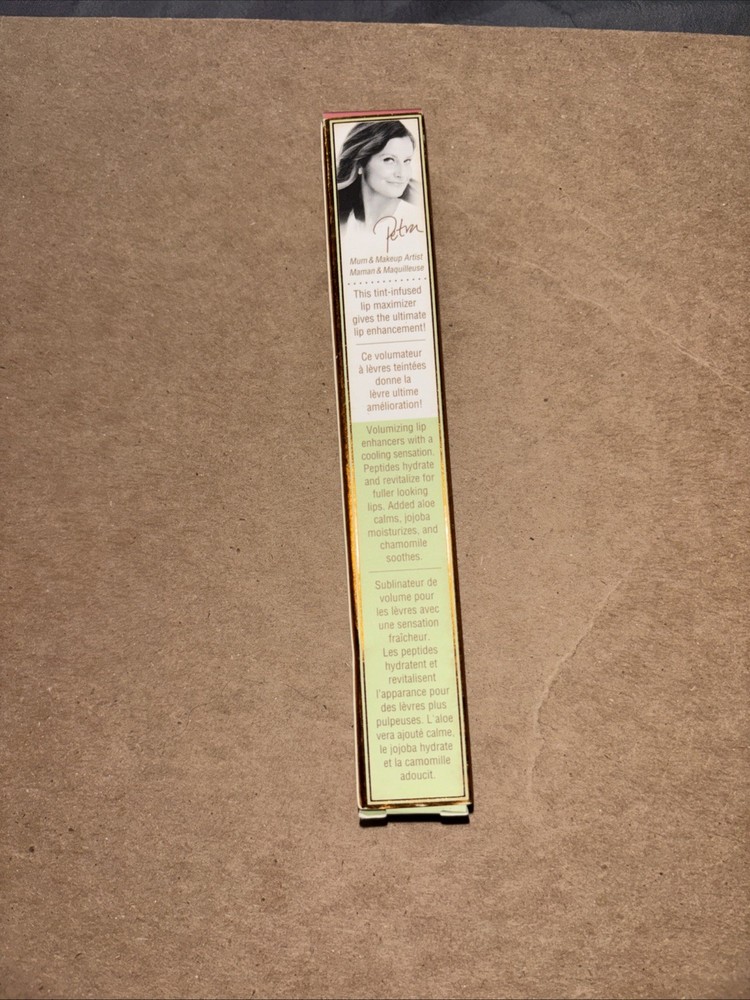 Petra
Mum & Makeup Artist
Maman & Maquilleuse
This tint-infused
lip maximizer
gives the ultimate
lip enhancement!
Ce volumateur
à lèvres teintées
donne la
lèvre ultime
amélioration!
Volumizing lip
enhancers with a
cooling sensation.
Peptides hydrate
and revitalize for
fuller looking
lips. Added aloe
calms, jojoba
moisturizes, and
chamomile
soothes.
Sublinateur de
volume pour
les lèvres avec
une sensation
fraîcheur.
Les peptides
hydratent et
revitalisent
l'apparance pour
des lèvres plus
pulpeuses. L'aloe
vera ajouté calme,
le jojoba hydrate
et la camomille
adoucit.